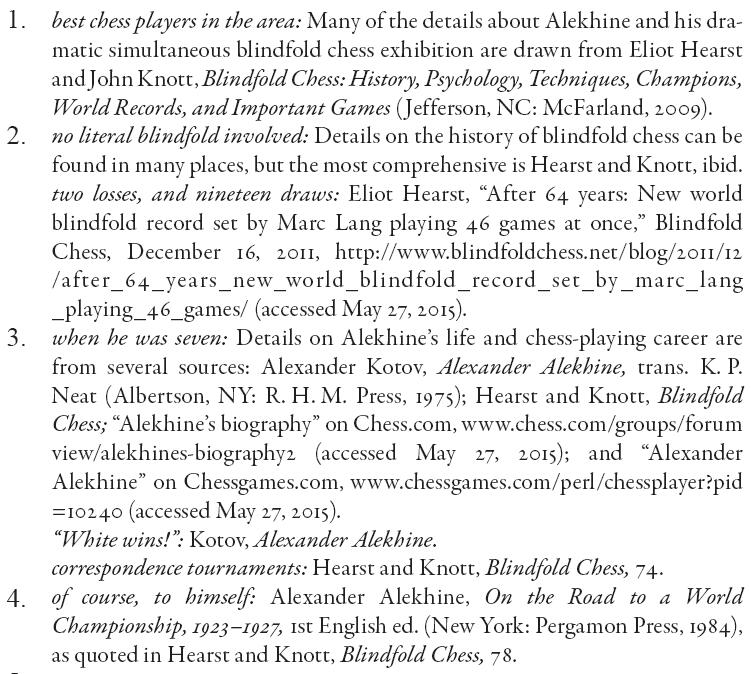 1. best chess players in the area: Many of the details about Alekhine and his dra-
matic simultaneous blindfold chess exhibition are drawn from Eliot Hearst
and John Knott, Blindfold Chess: History, Psychology, Techniques, Champions,
World Records, and Important Games (Jefferson, NC: McFarland, 2009).
2. no literal blindfold involved: Details on the history of blindfold chess can be
found in many places, but the most comprehensive is Hearst and Knott, ibid.
two losses, and nineteen draws: Eliot Hearst, “After 64 years: New world
blindfold record set by Marc Lang playing 46 games at once,” Blindfold
Chess, December 16, 2011, http://www.blindfoldchess.net/blog/2011/12
/after_64_years_new_world_blindfold_record_set_by_marc_lang
_playing_46_games/ (accessed May 27, 2015).
3. when he was seven: Details on Alekhine’s life and chess-playing career are
from several sources: Alexander Kotov, Alexander Alekhine, trans. K. P.
Neat (Albertson, NY: R. H. M. Press, 1975); Hearst and Knott, Blindfold
Chess; “Alekhine’s biography” on Chess.com, www.chess.com/groups/forum
view/alekhines-biography2 (accessed May 27, 2015); and “Alexander
Alekhine” on Chessgames.com, www.chessgames.com/perl/chessplayer?pid
=10240 (accessed May 27, 2015).
“White wins!”: Kotov, Alexander Alekhine.
correspondence tournaments: Hearst and Knott, Blindfold Chess, 74.
4. of course, to himself: Alexander Alekhine, On the Road to a World
Championship, 1923–1927, 1st English ed. (New York: Pergamon Press, 1984),
as quoted in Hearst and Knott, Blindfold Chess, 78.